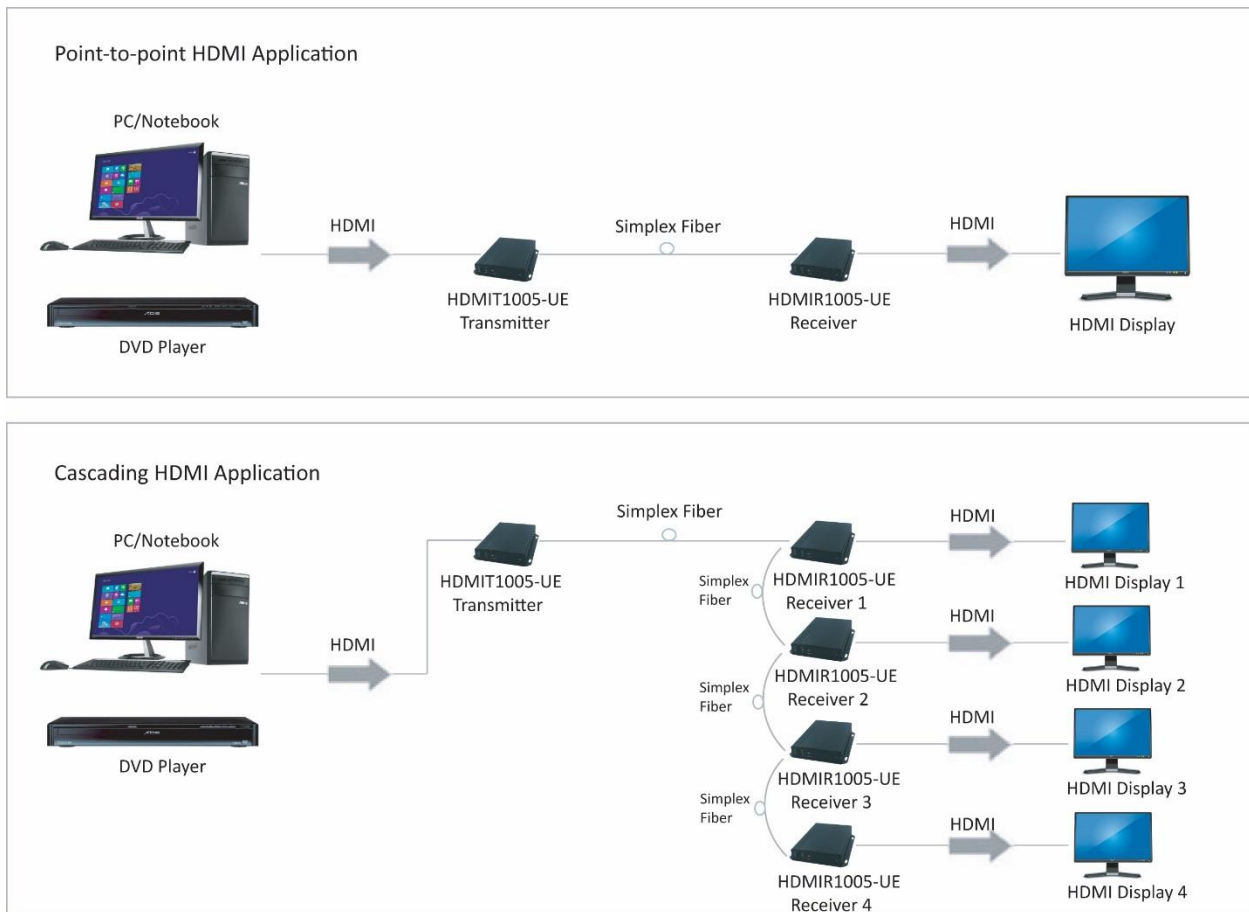 Point-to-point HDMI Application
PC/Notebook
HDMI
Simplex Fiber
HDMI
HDMIT1005-UE
Transmitter
HDMIR1005-UE
Receiver
HDMI Display
DVD Player
Cascading HDMI Application
PC/Notebook
HDMI
DVD Player
HDMIT1005-UE
Transmitter
Simplex Fiber
HDMIR1005-UE
Receiver 1
HDMI
HDMI Display 1
Simplex
Fiber
HDMIR1005-UE
Receiver 2
HDMI
HDMI Display 2
Simplex
Fiber
HDMIR1005-UE
Receiver 3
HDMI
HDMI Display 3
Simplex
Fiber
HDMIR1005-UE
Receiver 4
HDMI
HDMI Display 4